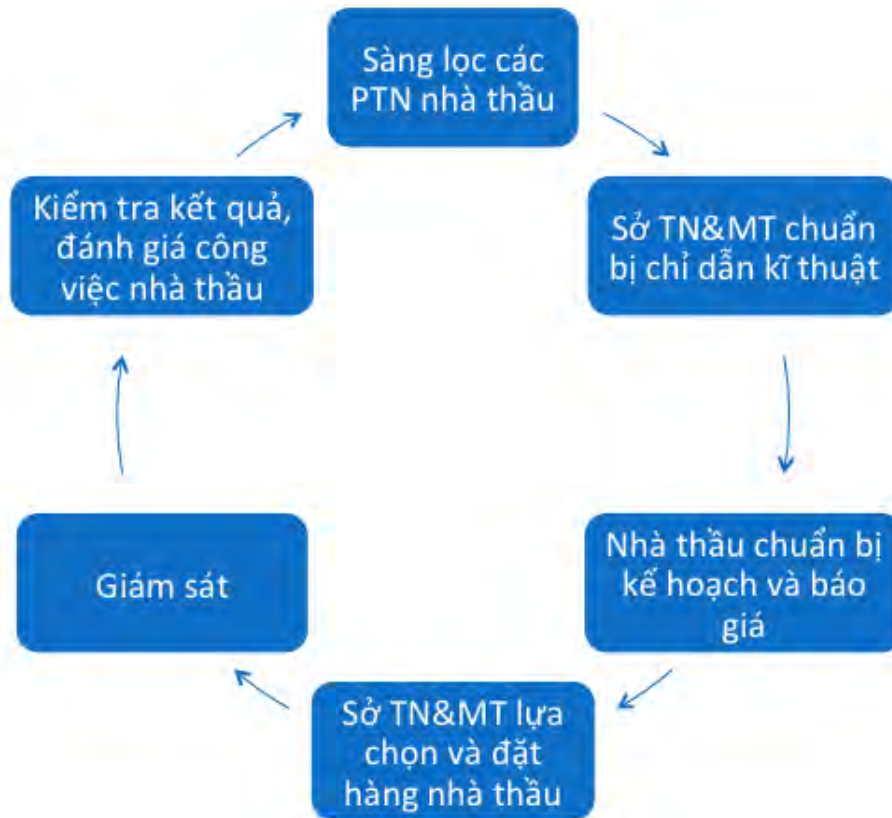 Sàng lọc các
PTN nhà thầu
Sở TN&MT chuẩn
bị chỉ dẫn kĩ thuật
Nhà thầu chuẩn bị
kế hoạch và báo
giá
Sở TN&MT lựa
chọn và đặt
hàng nhà thầu
Giám sát
Kiểm tra kết quả,
đánh giá công
việc nhà thầu